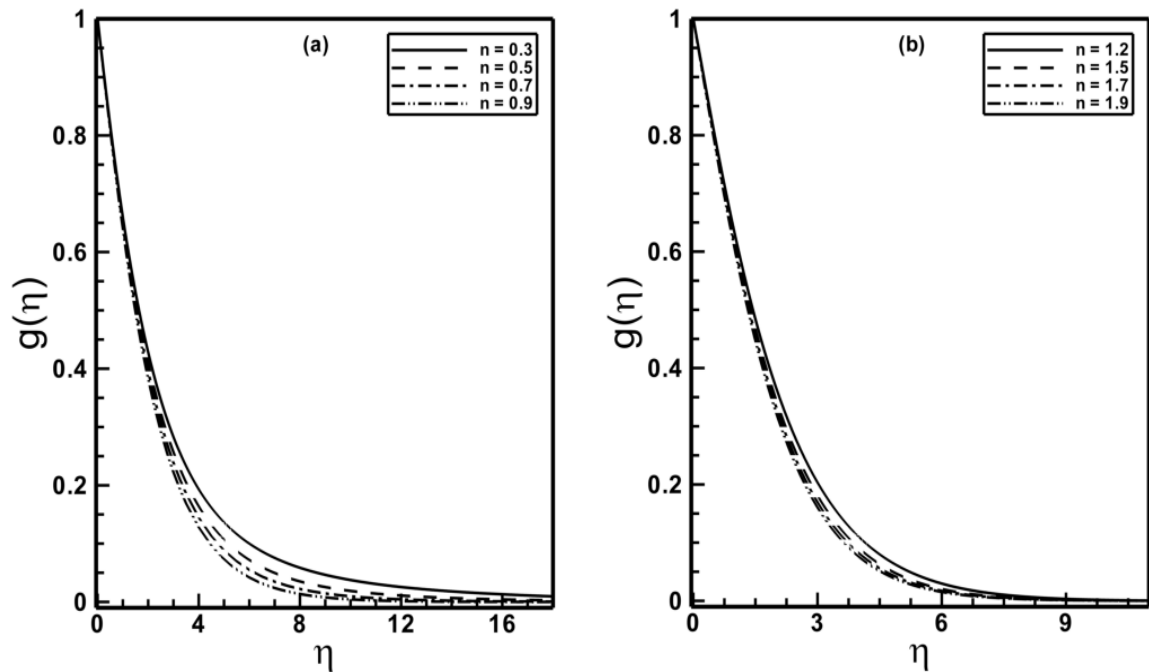 (a)
n = 0.3
n = 0.5
n = 0.7
n = 0.9
1
0.8
0.6
0.4
0.2
0
g(η)
0 4 8 12 16
η
(b)
n = 1.2
n = 1.5
n = 1.7
n = 1.9
1
0.8
0.6
0.4
0.2
0
g(η)
0 3 6 9
η